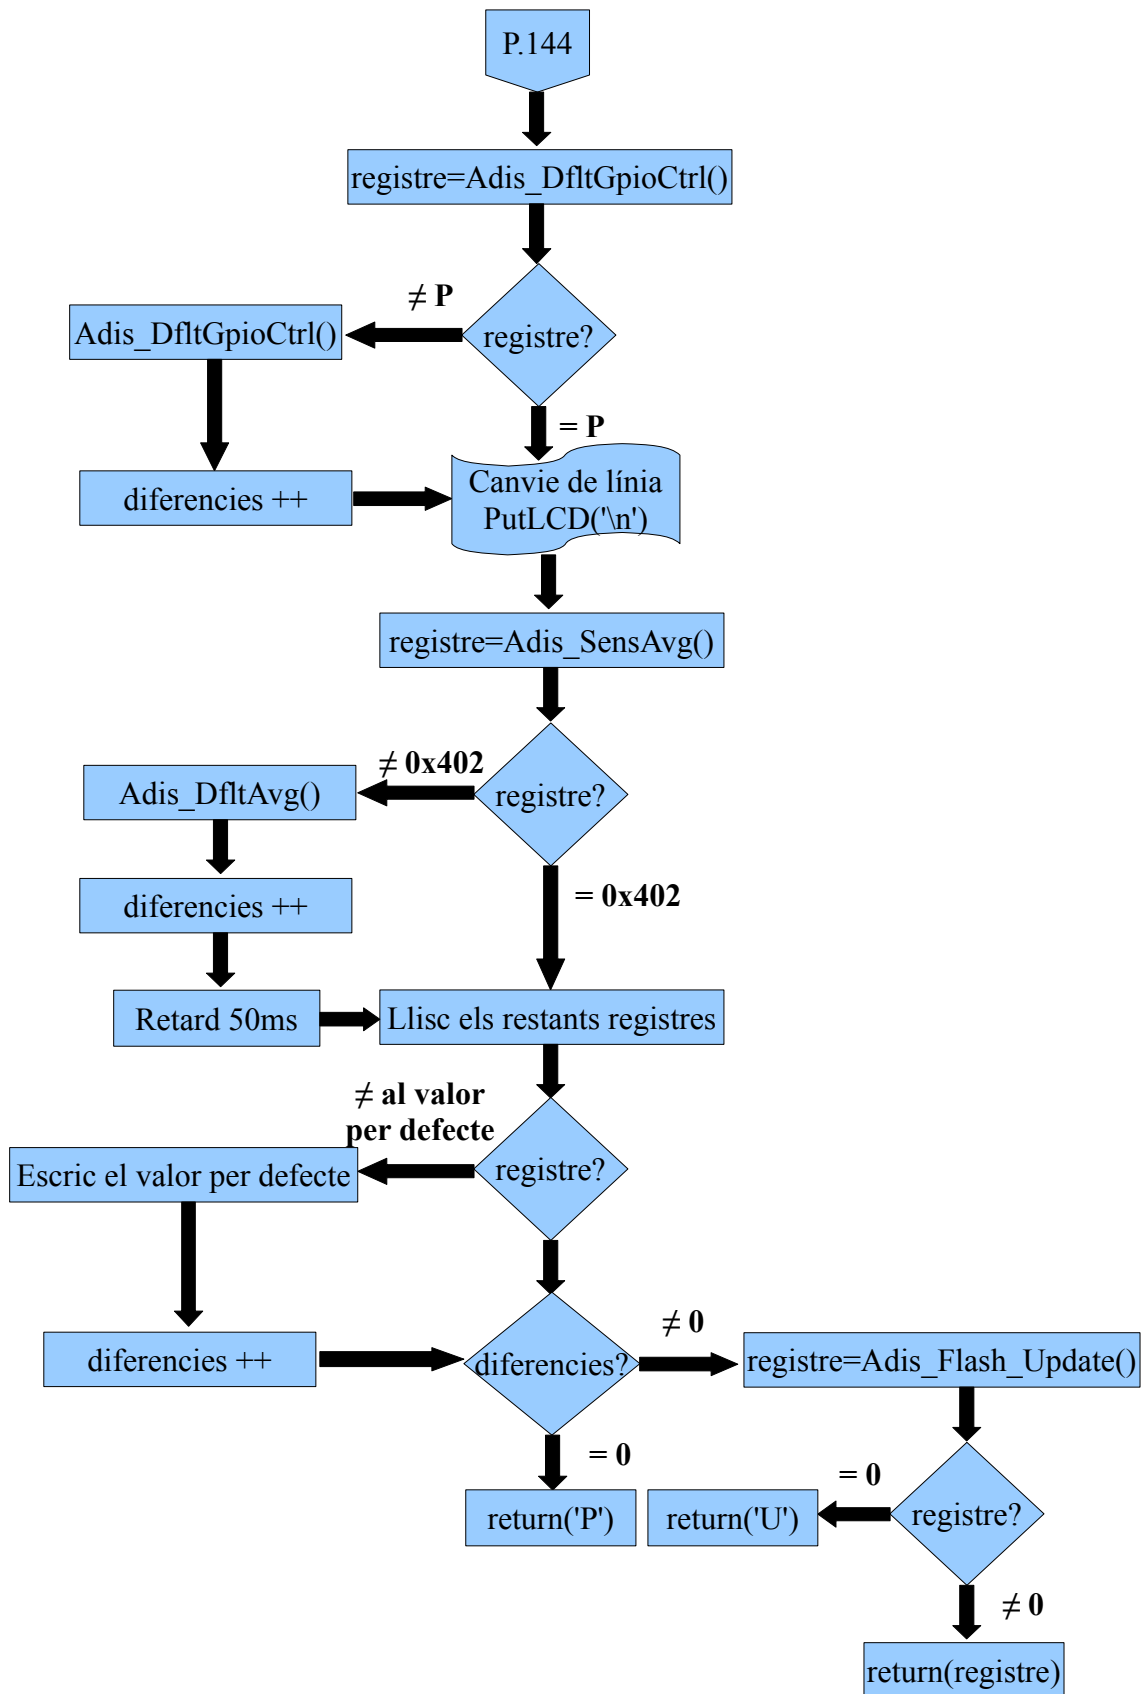 P.144
registre=Adis_DfltGpioCtrl()
≠ P
Adis_DfltGpioCtrl()
registre?
= P
Canvie de línia
PutLCD('\n')
diferencies ++
registre=Adis_SensAvg()
≠ 0x402
Adis_DfltAvg()
registre?
diferencies ++
= 0x402
Retard 50ms
Llisc els restants registres
≠ al valor
per defecte
Escric el valor per defecte
registre?
≠ 0
diferencies ++
diferencies?
registre=Adis_Flash_Update()
= 0
= 0
return('P')
return('U')
registre?
≠ 0
return(registre)